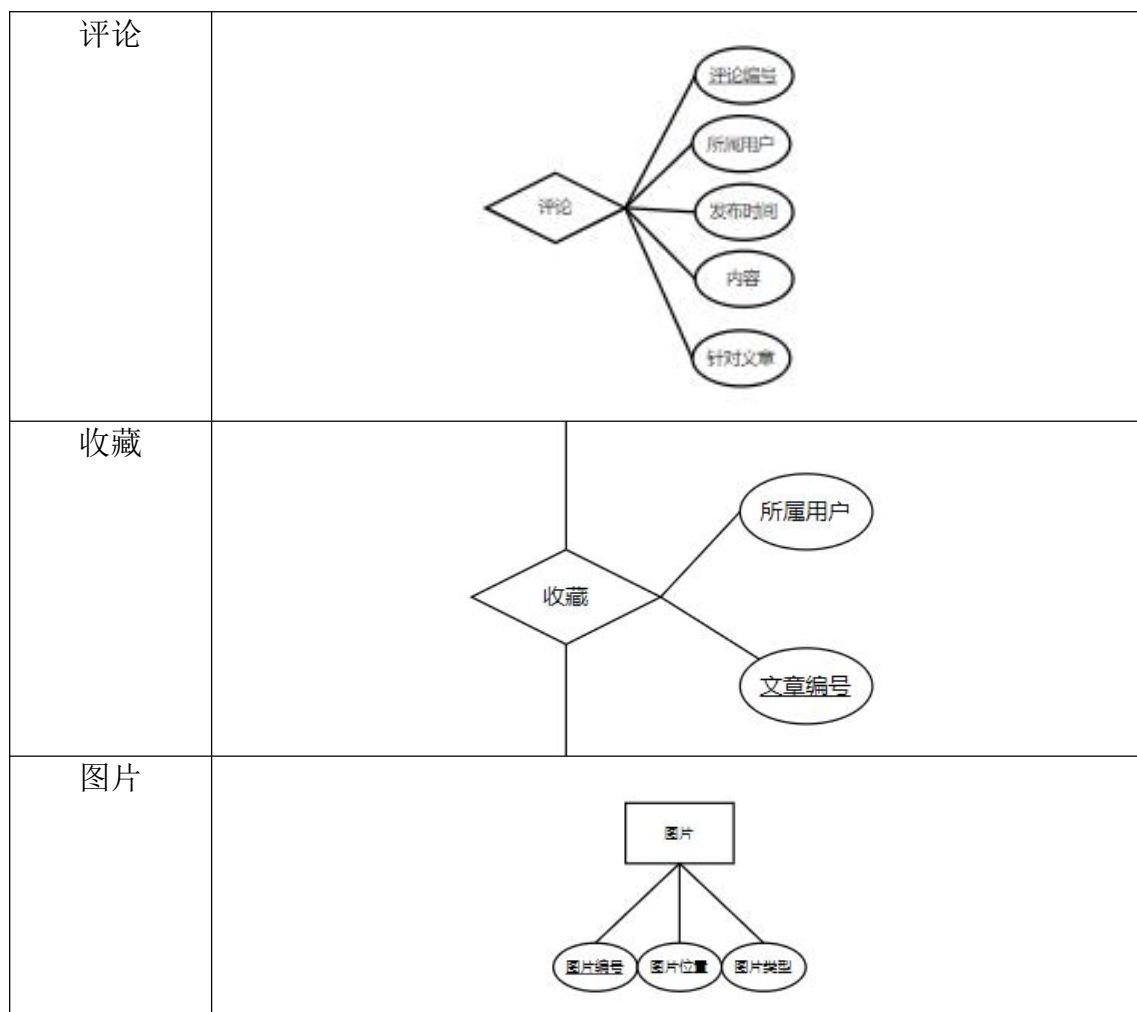 评论
评论编号
所属用户
发布时间
评论
内容
针对文章
收藏
所属用户
收藏
文章编号
图片
图片
图片编号 图片位置 图片类型